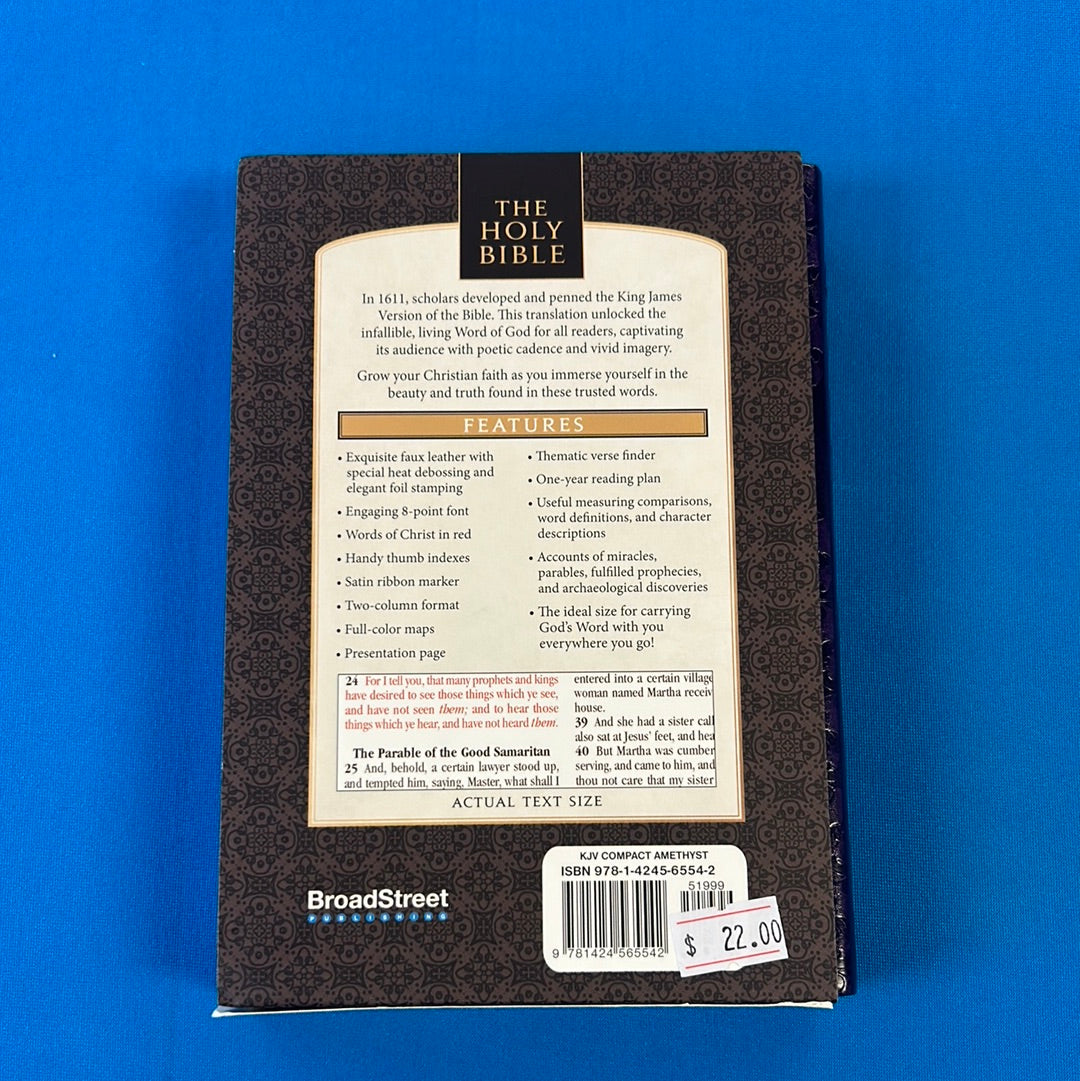 THE
HOLY
BIBLE
In 1611, scholars developed and penned the King James
Version of the Bible. This translation unlocked the
infallible, living Word of God for all readers, captivating
its audience with poetic cadence and vivid imagery.
Grow your Christian faith as you immerse yourself in the
beauty and truth found in these trusted words.
FEATURES
• Exquisite faux leather with
special heat debossing and
elegant foil stamping
• Engaging 8-point font
• Words of Christ in red
• Handy thumb indexes
• Satin ribbon marker
• Two-column format
• Full-color maps
• Presentation page
• Thematic verse finder
• One-year reading plan
• Useful measuring comparisons,
word definitions, and character
descriptions
• Accounts of miracles,
parables, fulfilled prophecies,
and archaeological discoveries
• The ideal size for carrying
God's Word with you
everywhere you go!
24 For I tell you, that many prophets and kings
have desired to see those things which ye see,
and have not seen them; and to hear those
things which ye hear, and have not heard them.
The Parable of the Good Samaritan
25 And, behold, a certain lawyer stood up,
and tempted him, saying, Master, what shall I
entered into a certain village
woman named Martha receiv
house.
39 And she had a sister call
also sat at Jesus' feet, and hea
40 But Martha was cumber
serving, and came to him, and
thou not care that my sister
ACTUAL TEXT SIZE
KJV COMPACT AMETHYST
ISBN 978-1-4245-6554-2
51999
9 781424 565542
$ 22.00
BroadStreet
PUBLISHING